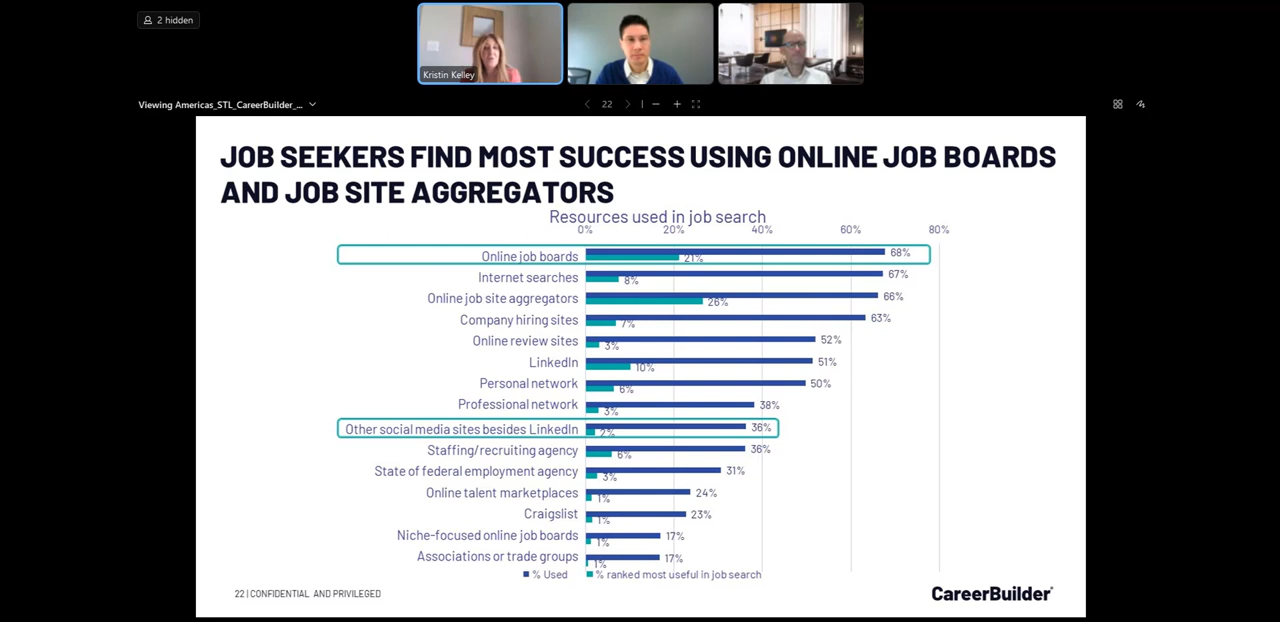 2 hidden
Kristin Kelley
Viewing Americas_STL_CareerBuilder_...
22
JOB SEEKERS FIND MOST SUCCESS USING ONLINE JOB BOARDS
AND JOB SITE AGGREGATORS
Resources used in job search
0% 20% 40% 60% 80%
Online job boards 68%
21%
Internet searches 67%
8%
Online job site aggregators 66%
26%
Company hiring sites 63%
7%
Online review sites 52%
3%
LinkedIn 51%
10%
Personal network 50%
6%
Professional network 38%
3%
Other social media sites besides LinkedIn 36%
2%
Staffing/recruiting agency 36%
6%
State of federal employment agency 31%
3%
Online talent marketplaces 24%
1%
Craigslist 23%
1%
Niche-focused online job boards 17%
1%
Associations or trade groups 17%
1%
% Used % ranked most useful in job search
22 | CONFIDENTIAL AND PRIVILEGED
CareerBuilder